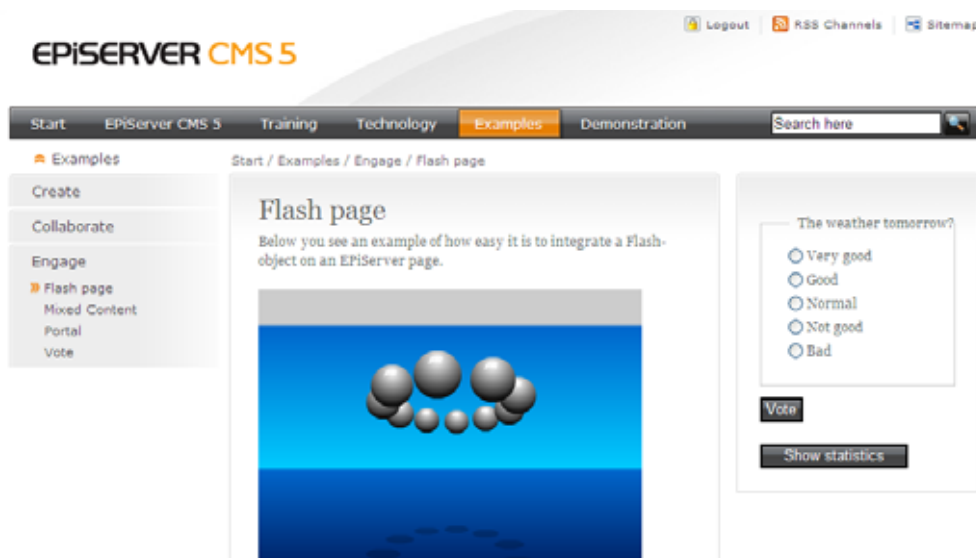 Logout
RSS Channels
Sitemap
EPiSERVER CMS 5
Start
EPiServer CMS 5
Training
Technology
Examples
Demonstration
Search here
Examples
Start / Examples / Engage / Flash page
Create
Collaborate
Engage
Flash page
Mixed Content
Portal
Vote
Flash page
Below you see an example of how easy it is to integrate a Flash-
object on an EPiServer page.
The weather tomorrow?
Very good
Good
Normal
Not good
Bad
Vote
Show statistics